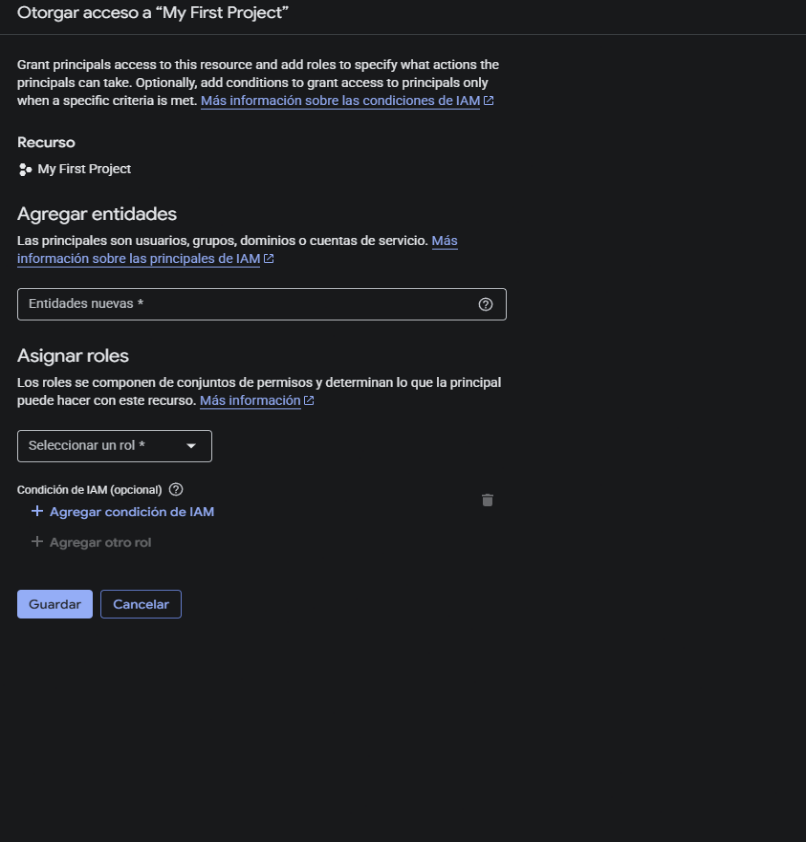 Otorgar acceso a “My First Project”
Grant principals access to this resource and add roles to specify what actions the
principals can take. Optionally, add conditions to grant access to principals only
when a specific criteria is met. Más información sobre las condiciones de IAM
Recurso
My First Project
Agregar entidades
Las principales son usuarios, grupos, dominios o cuentas de servicio. Más
información sobre las principales de IAM
Entidades nuevas *
Asignar roles
Los roles se componen de conjuntos de permisos y determinan lo que la principal
puede hacer con este recurso. Más información
Seleccionar un rol *
Condición de IAM (opcional)
+ Agregar condición de IAM
+ Agregar otro rol
Guardar Cancelar